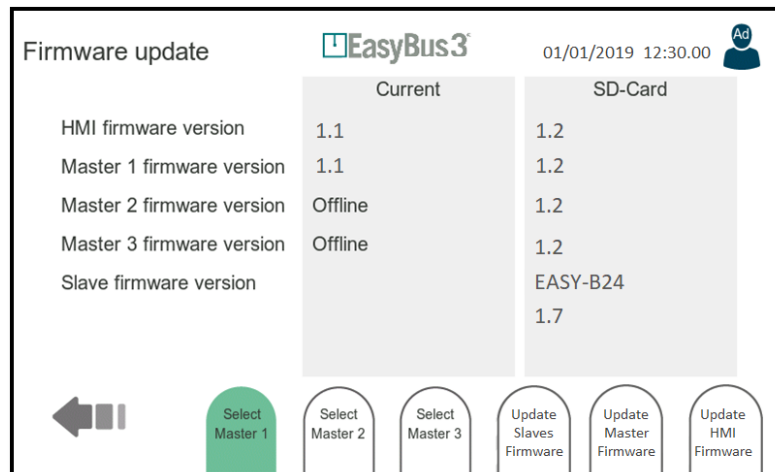 Firmware update
EasyBus3
01/01/2019 12:30.00
Ad
Current
SD-Card
HMI firmware version 1.1 1.2
Master 1 firmware version 1.1 1.2
Master 2 firmware version Offline 1.2
Master 3 firmware version Offline 1.2
Slave firmware version EASY-B24
1.7
Select
Master 1
Select
Master 2
Select
Master 3
Update
Slaves
Firmware
Update
Master
Firmware
Update
HMI
Firmware